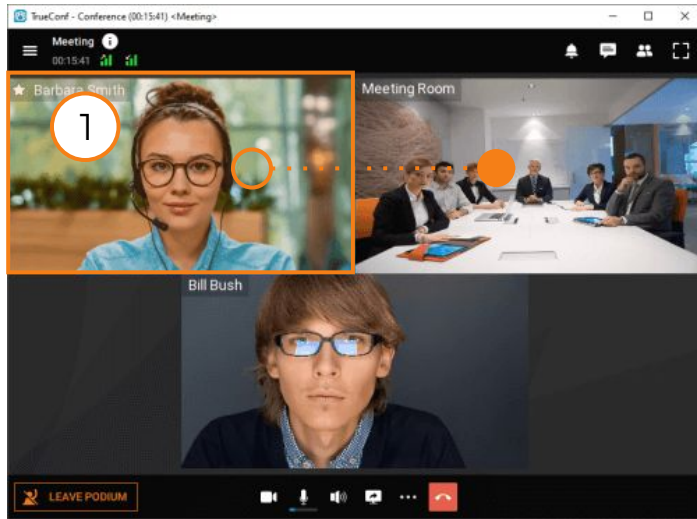 TrueConf - Conference (00:15:41) <Meeting>
Meeting
00:15:41
Barbara Smith
1
Meeting Room
Bill Bush
LEAVE PODIUM